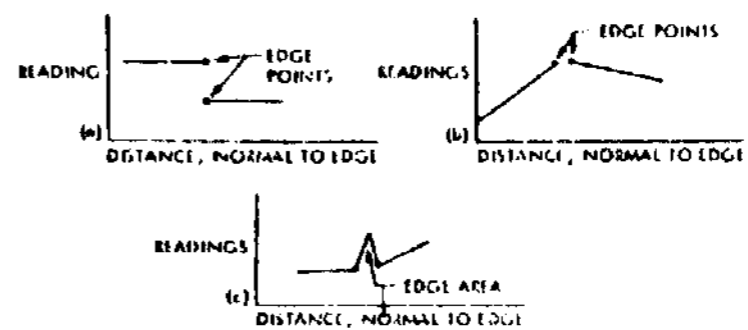 EDGE
READING
POINTS
(a)
DISTANCE, NORMAL TO EDGE
EDGE POINTS
READINGS
(b)
DISTANCE, NORMAL TO EDGE
READINGS
EDGE AREA
(c)
DISTANCE, NORMAL TO EDGE